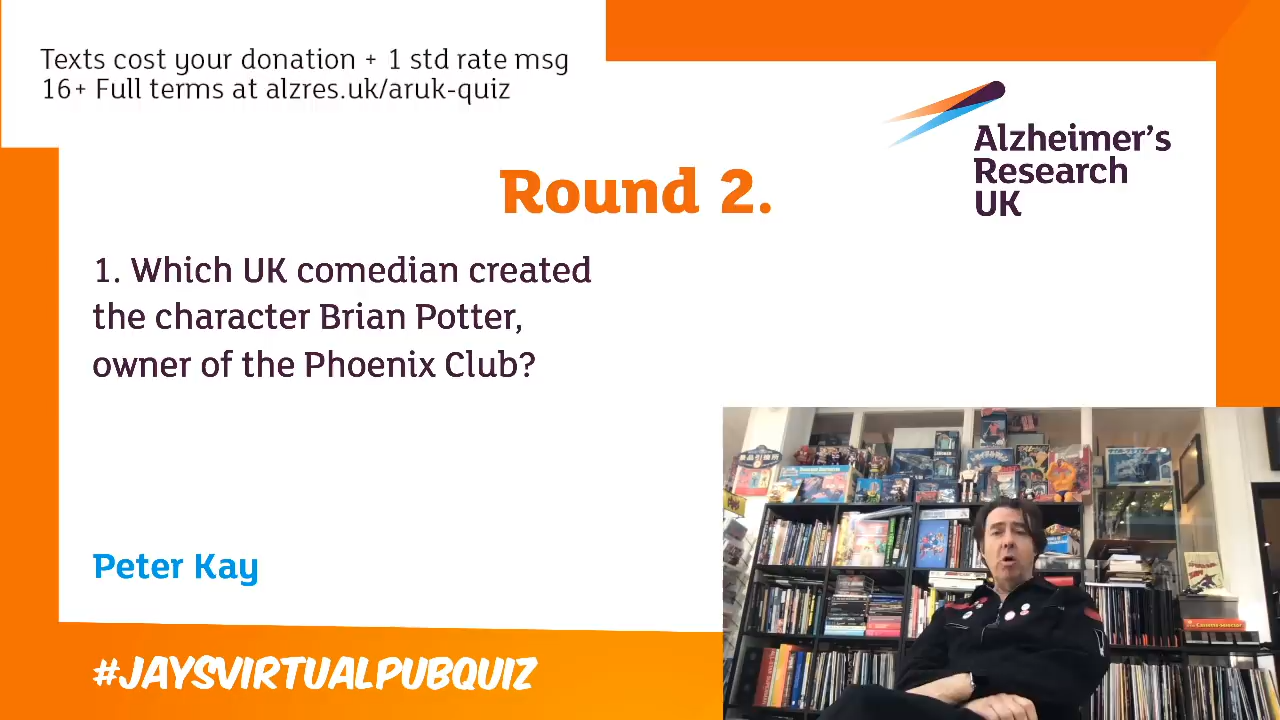 Texts cost your donation + 1 std rate msg
16+ Full terms at alzres.uk/aruk-quiz
Alzheimer's
Research
UK
Round 2.
1. Which UK comedian created
the character Brian Potter,
owner of the Phoenix Club?
Peter Kay
#JAYSVIRTUALPUBQUIZ